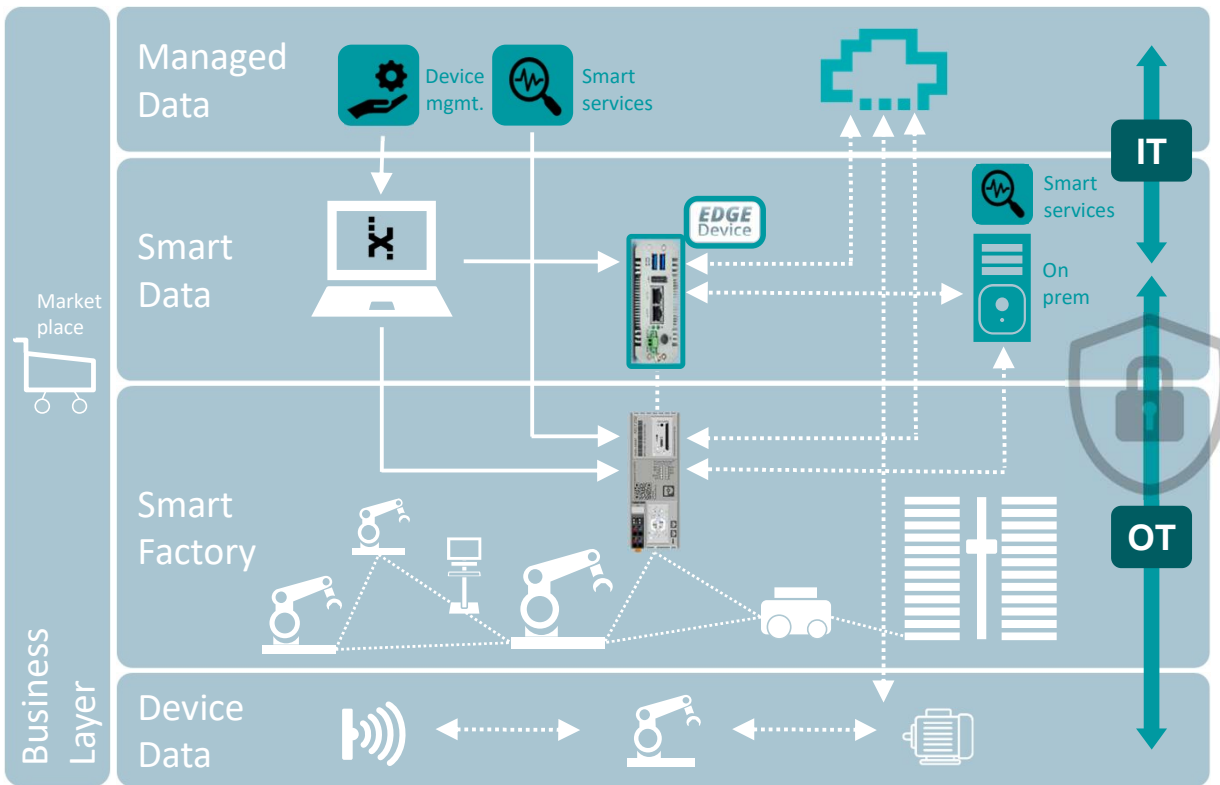 Managed
Data
Device
mgmt.
Smart
services
IT
Smart
services
EDGE
Device
Smart
Data
On
prem
Market
place
Smart
Factory
OT
Business
Layer
Device
Data